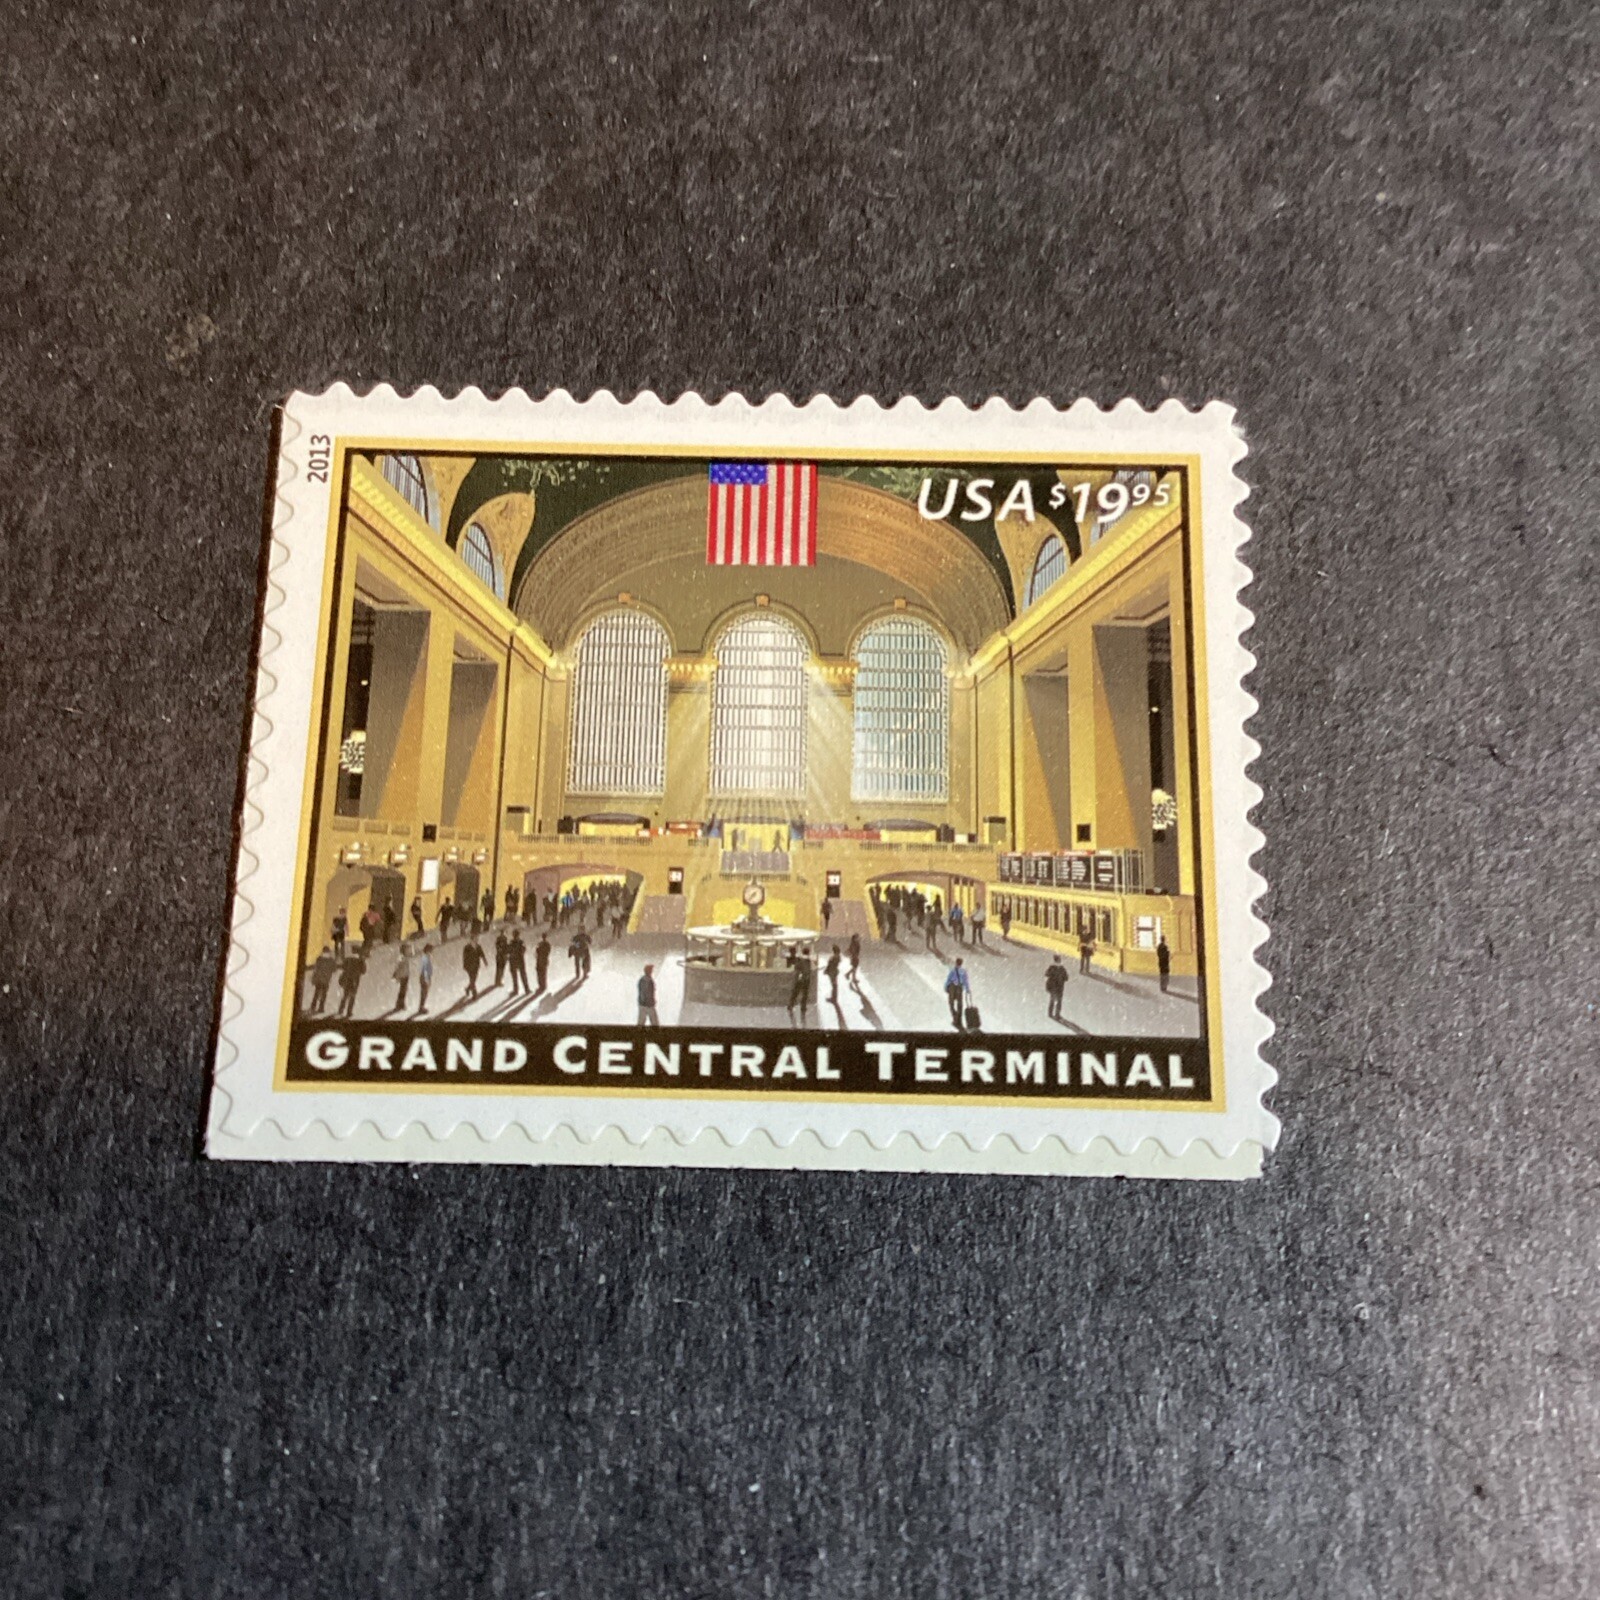 2013
USA $19.95
GRAND CENTRAL TERMINAL